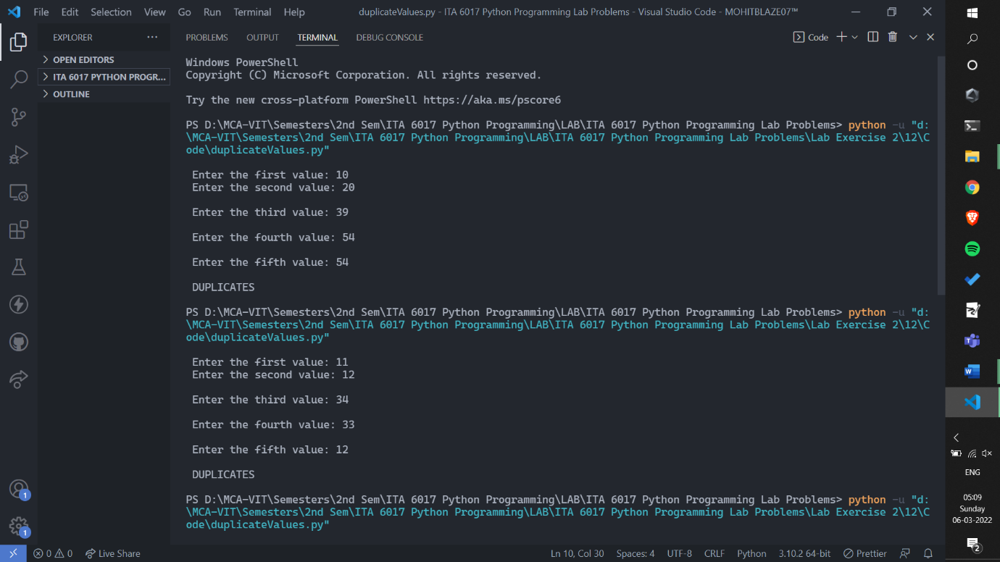 File Edit Selection View Go Run Terminal Help
duplicateValues.py - ITA 6017 Python Programming Lab Problems - Visual Studio Code - MOHITBLAZE07™
EXPLORER
OPEN EDITORS
ITA 6017 PYTHON PROGR...
OUTLINE
PROBLEMS OUTPUT TERMINAL DEBUG CONSOLE
Code
Windows PowerShell
Copyright (C) Microsoft Corporation. All rights reserved.
Try the new cross-platform PowerShell https://aka.ms/pscore6
PS D:\MCA-VIT\Semesters\2nd Sem\ITA 6017 Python Programming\LAB\ITA 6017 Python Programming Lab Problems> python -u "d:
\MCA-VIT\Semesters\2nd Sem\ITA 6017 Python Programming\LAB\ITA 6017 Python Programming Lab Problems\Lab Exercise 2\12\C
ode\duplicateValues.py"
Enter the first value: 10
Enter the second value: 20
Enter the third value: 39
Enter the fourth value: 54
Enter the fifth value: 54
DUPLICATES
PS D:\MCA-VIT\Semesters\2nd Sem\ITA 6017 Python Programming\LAB\ITA 6017 Python Programming Lab Problems> python -u "d:
\MCA-VIT\Semesters\2nd Sem\ITA 6017 Python Programming\LAB\ITA 6017 Python Programming Lab Problems\Lab Exercise 2\12\C
ode\duplicateValues.py"
Enter the first value: 11
Enter the second value: 12
Enter the third value: 34
Enter the fourth value: 33
Enter the fifth value: 12
DUPLICATES
PS D:\MCA-VIT\Semesters\2nd Sem\ITA 6017 Python Programming\LAB\ITA 6017 Python Programming Lab Problems> python -u "d:
\MCA-VIT\Semesters\2nd Sem\ITA 6017 Python Programming\LAB\ITA 6017 Python Programming Lab Problems\Lab Exercise 2\12\C
ode\duplicateValues.py"
1
1
0 0 Live Share
Ln 10, Col 30 Spaces: 4 UTF-8 CRLF Python 3.10.2 64-bit Prettier
ENG
05:09
Sunday
06-03-2022
2